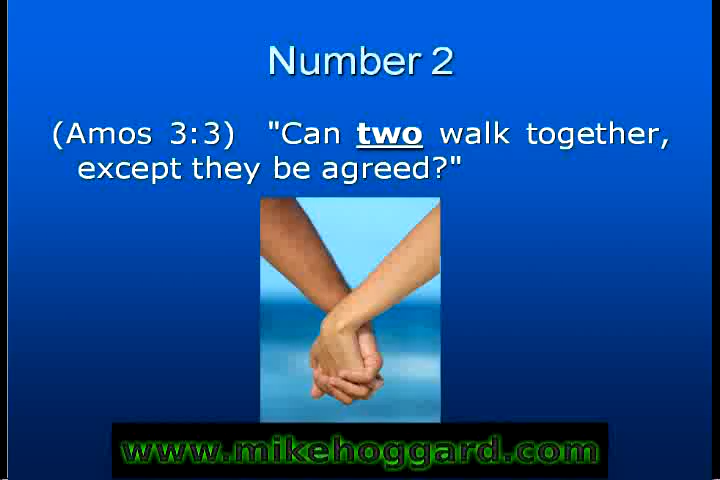 Number 2
(Amos 3:3) "Can two walk together,
except they be agreed?"
www.mikehoggard.com